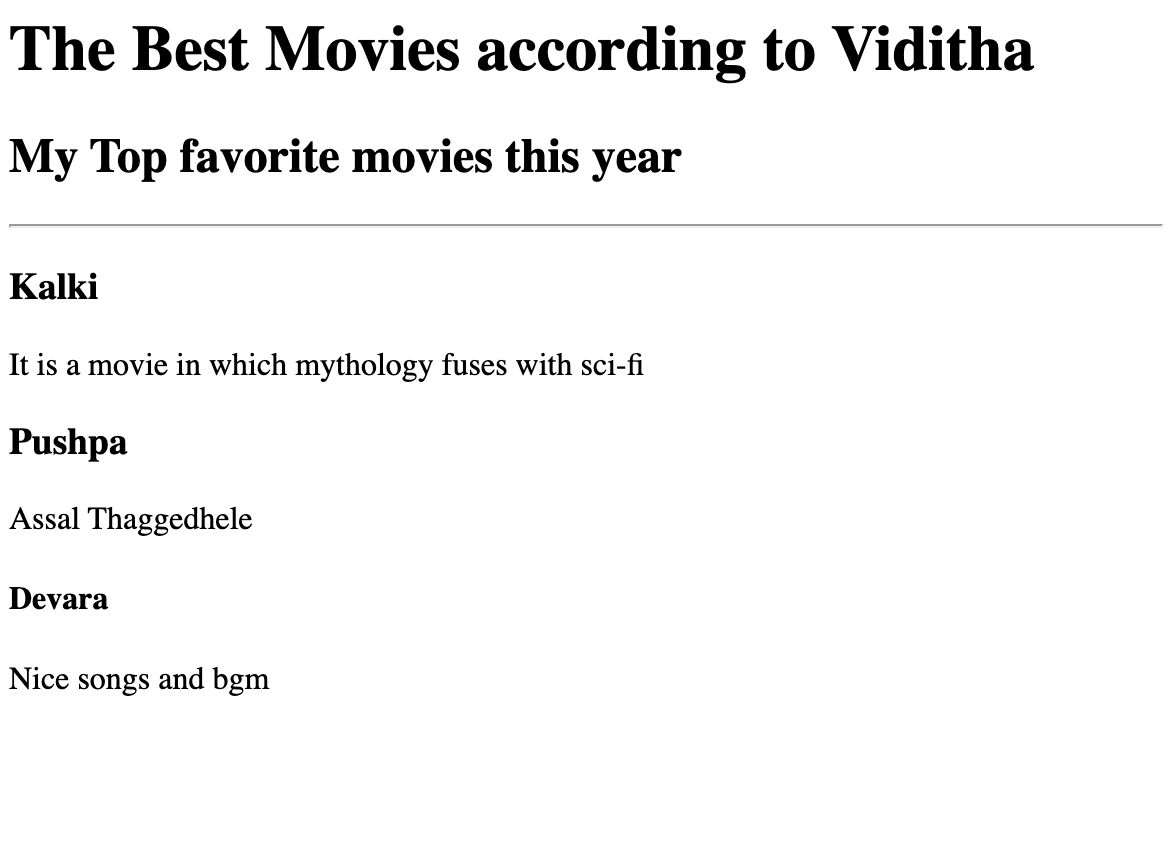 The Best Movies according to Viditha
My Top favorite movies this year
Kalki
It is a movie in which mythology fuses with sci-fi
Pushpa
Assal Thaggedhele
Devara
Nice songs and bgm